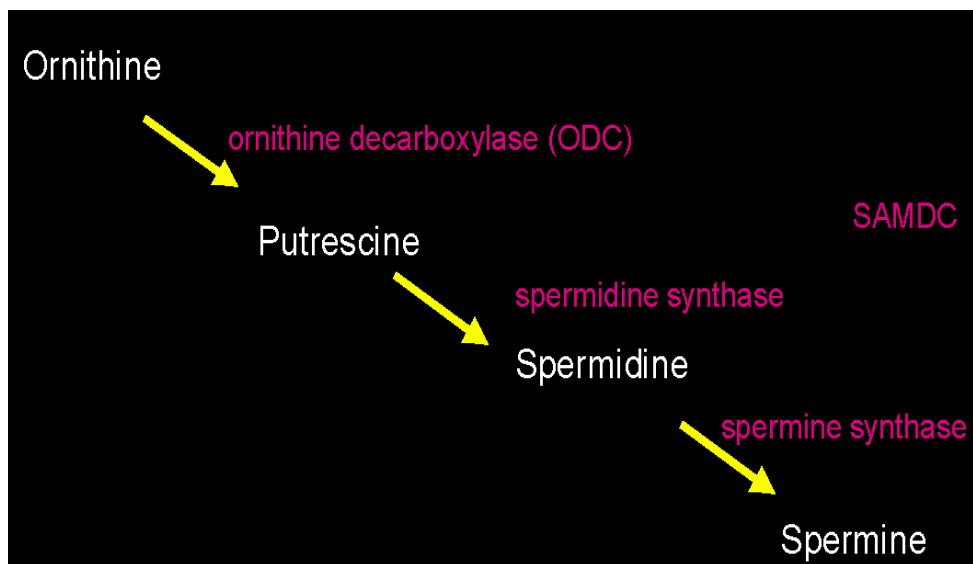 Ornithine
ornithine decarboxylase (ODC)
SAMDC
Putrescine
spermidine synthase
Spermidine
spermine synthase
Spermine